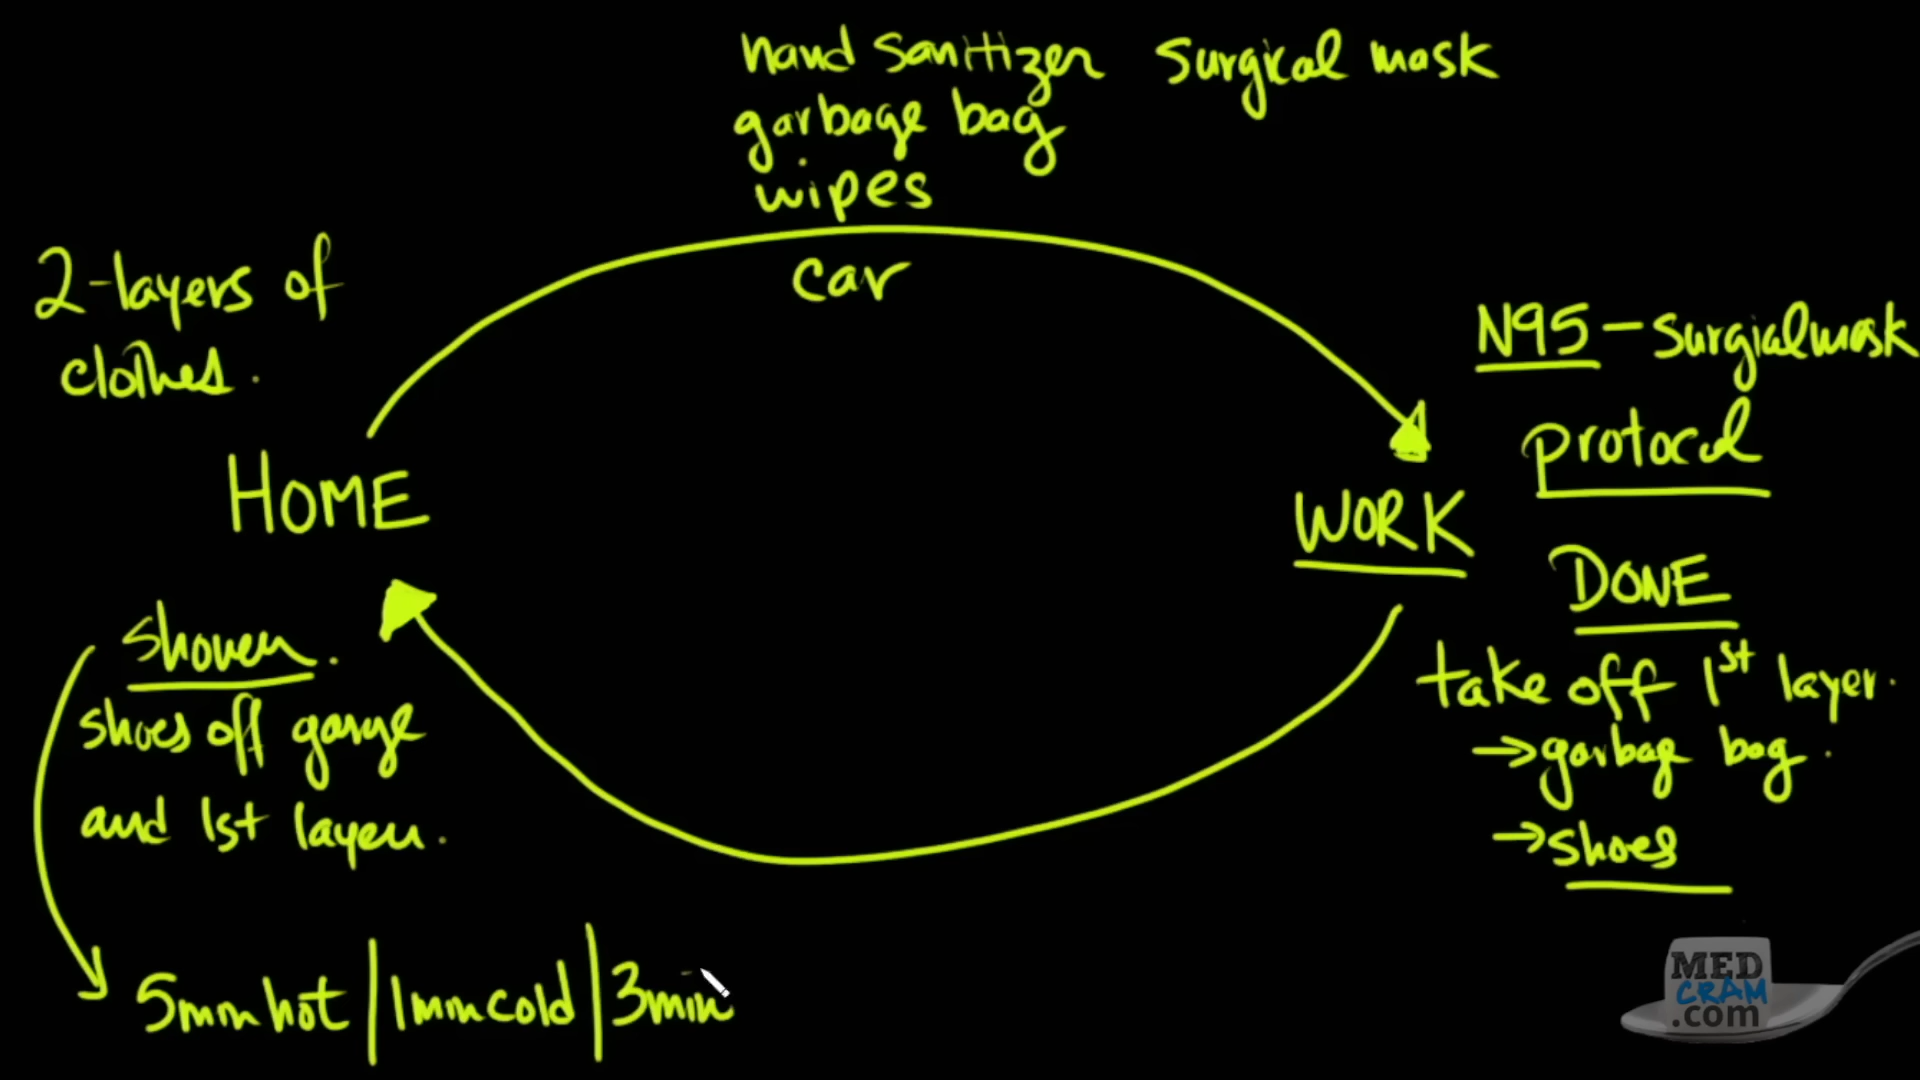 hand sanitizer surgical mask
garbage bag
wipes
car
2-layers of
clothes.
HOME
N95 - surgial mask
protocol
WORK
DONE
take off 1st layer.
→ garbage bag.
→ shoes
shower.
shoes off garage
and 1st layer.
5min hot | 1min cold | 3min
MED
CRAM
.com